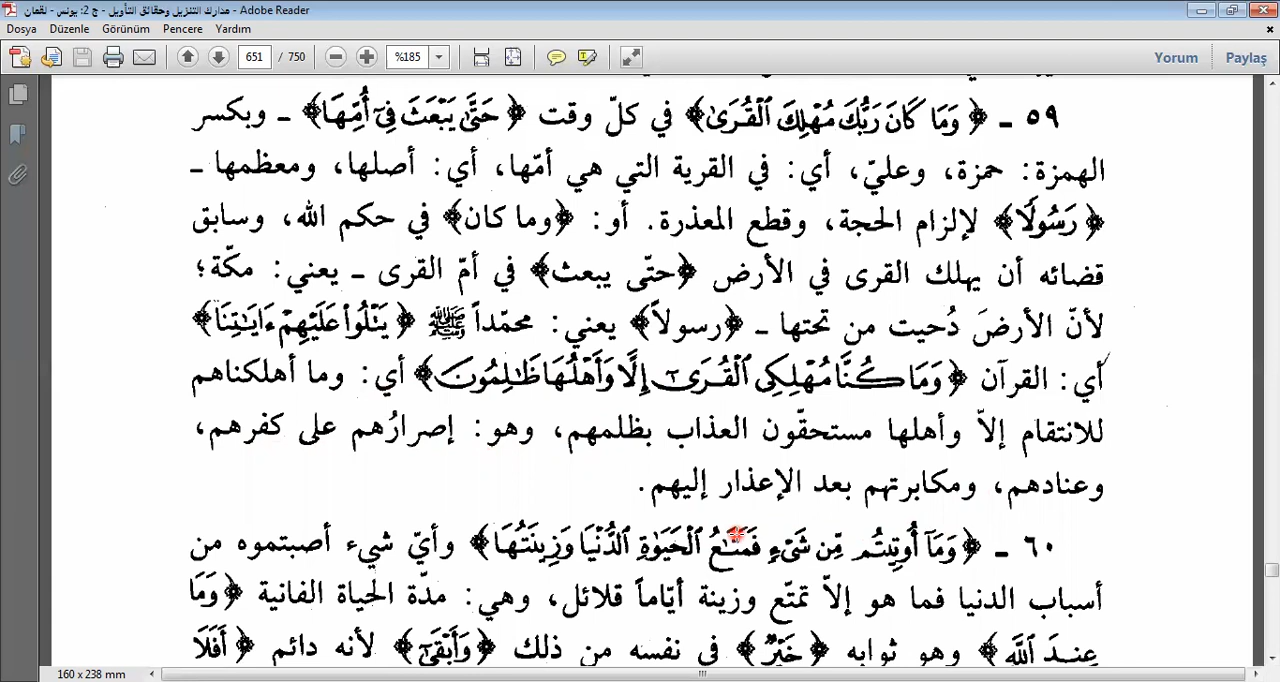 مدارك التنزيل وحقائق التأويل - ج 2: يونس - لقمان - Adobe Reader
Dosya Düzenle Görünüm Pencere Yardım
651 / 750 %185 Yorum Paylaş
٥٩ ـ ﴿وَمَا كَانَ رَبُّكَ مُهْلِكَ ٱلْقُرَىٰ﴾ في كلّ وقت ﴿حَتَّىٰ يَبْعَثَ فِىٓ أُمِّهَا﴾ ـ وبكسر
الهمزة: حمزة، وعليّ، أي: في القرية التي هي أمّها، أي: أصلها، ومعظمها ـ
﴿رَسُولًا﴾ لإلزام الحجة، وقطع المعذرة. أو: ﴿وما كان﴾ في حكم الله، وسابق
قضائه أن يهلك القرى في الأرض ﴿حتّى يبعث﴾ في أمّ القرى ـ يعني: مكّة؛
لأنّ الأرضَ دُحيت من تحتها ـ ﴿رسولاً﴾ يعني: محمّداً ﷺ ﴿يَتْلُوا۟ عَلَيْهِمْ ءَايَـٰتِنَا﴾
أي: القرآن ﴿وَمَا كُنَّا مُهْلِكِى ٱلْقُرَىٰٓ إِلَّا وَأَهْلُهَا ظَـٰلِمُونَ﴾ أي: وما أهلكناهم
للانتقام إلاّ وأهلها مستحقّون العذاب بظلمهم، وهو: إصرارُهم على كفرهم،
وعنادهم، ومكابرتهم بعد الإعذار إليهم.
٦٠ ـ ﴿وَمَآ أُوتِيتُم مِّن شَىْءٍ فَمَتَـٰعُ ٱلْحَيَوٰةِ ٱلدُّنْيَا وَزِينَتُهَا﴾ وأيّ شيء أصبتموه من
أسباب الدنيا فما هو إلاّ تمتّع وزينة أيّاماً قلائل، وهي: مدّة الحياة الفانية ﴿وَمَا
عِندَ ٱللَّهِ﴾ وهو ثوابه ﴿خَيْرٌ﴾ في نفسه من ذلك ﴿وَأَبْقَىٰٓ﴾ لأنه دائم ﴿أَفَلَا
160 x 238 mm